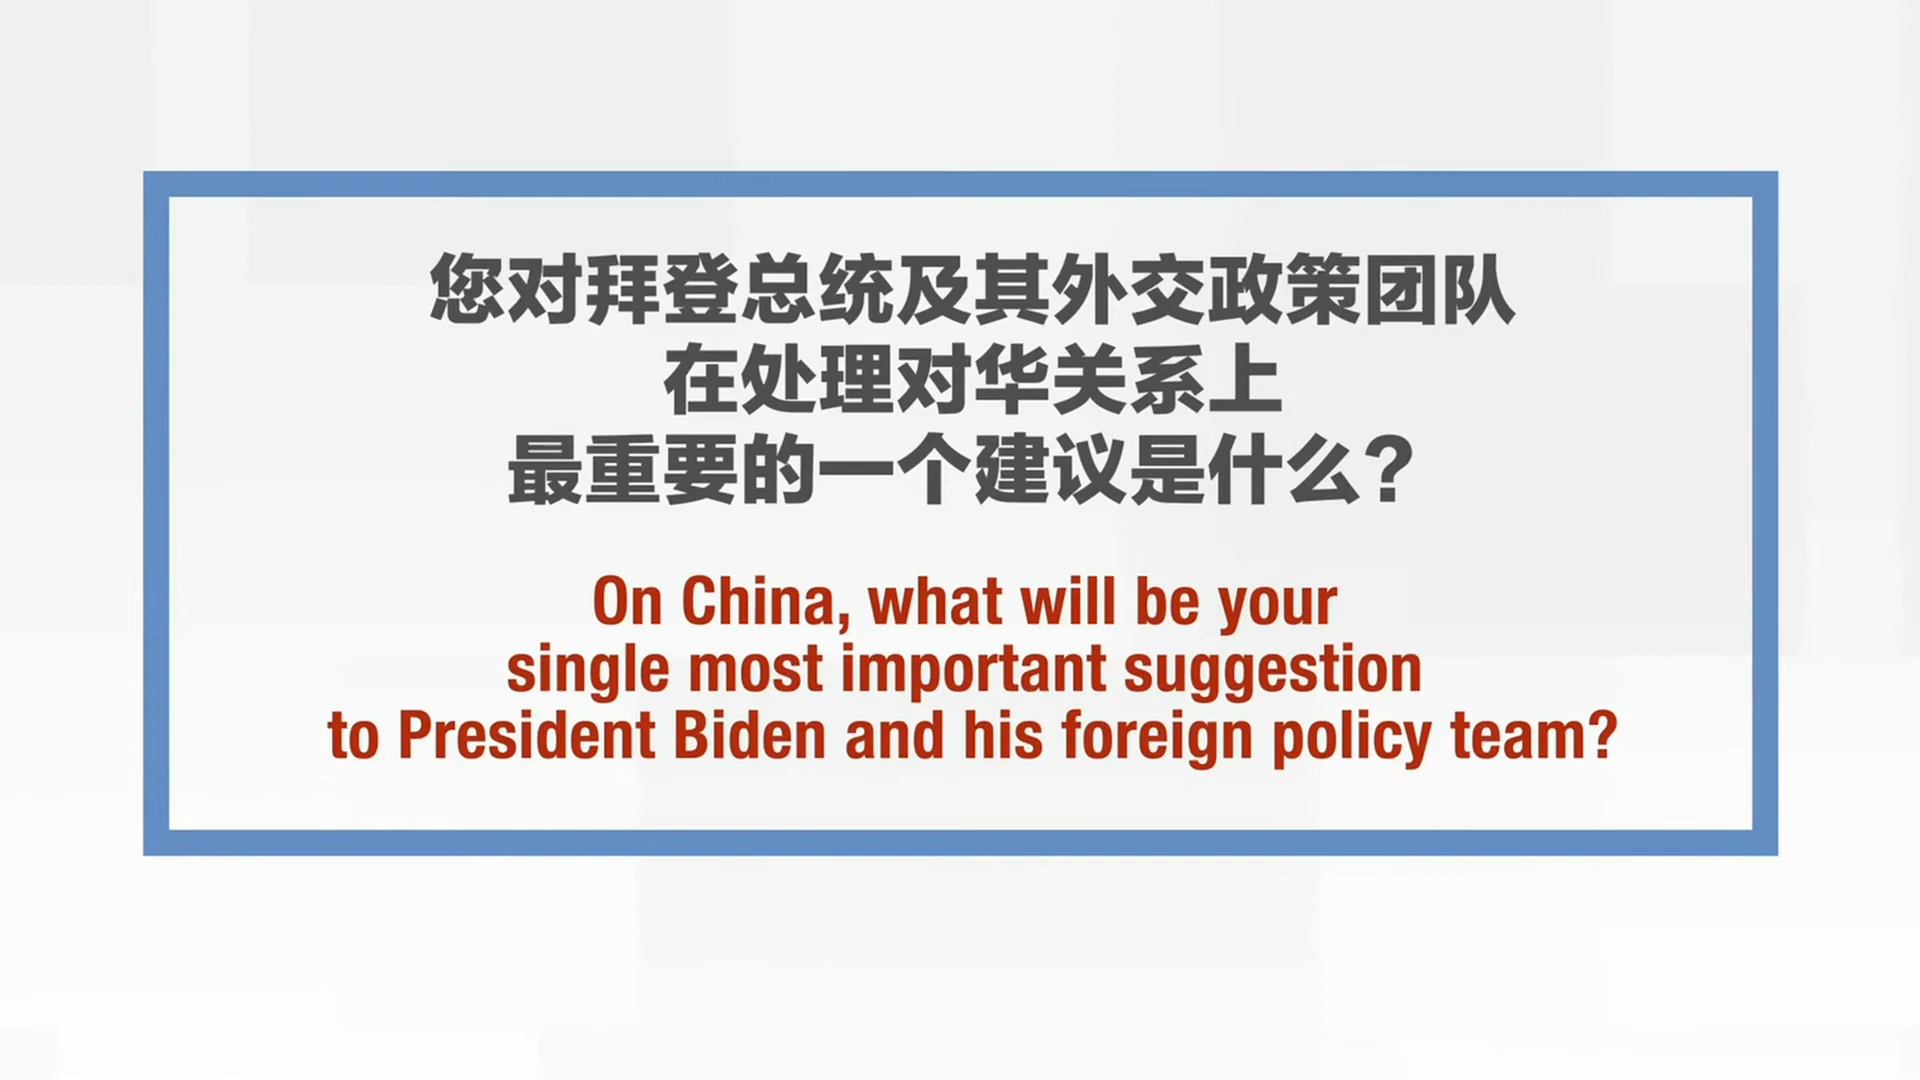 您对拜登总统及其外交政策团队
在处理对华关系上
最重要的一个建议是什么？
On China, what will be your
single most important suggestion
to President Biden and his foreign policy team?